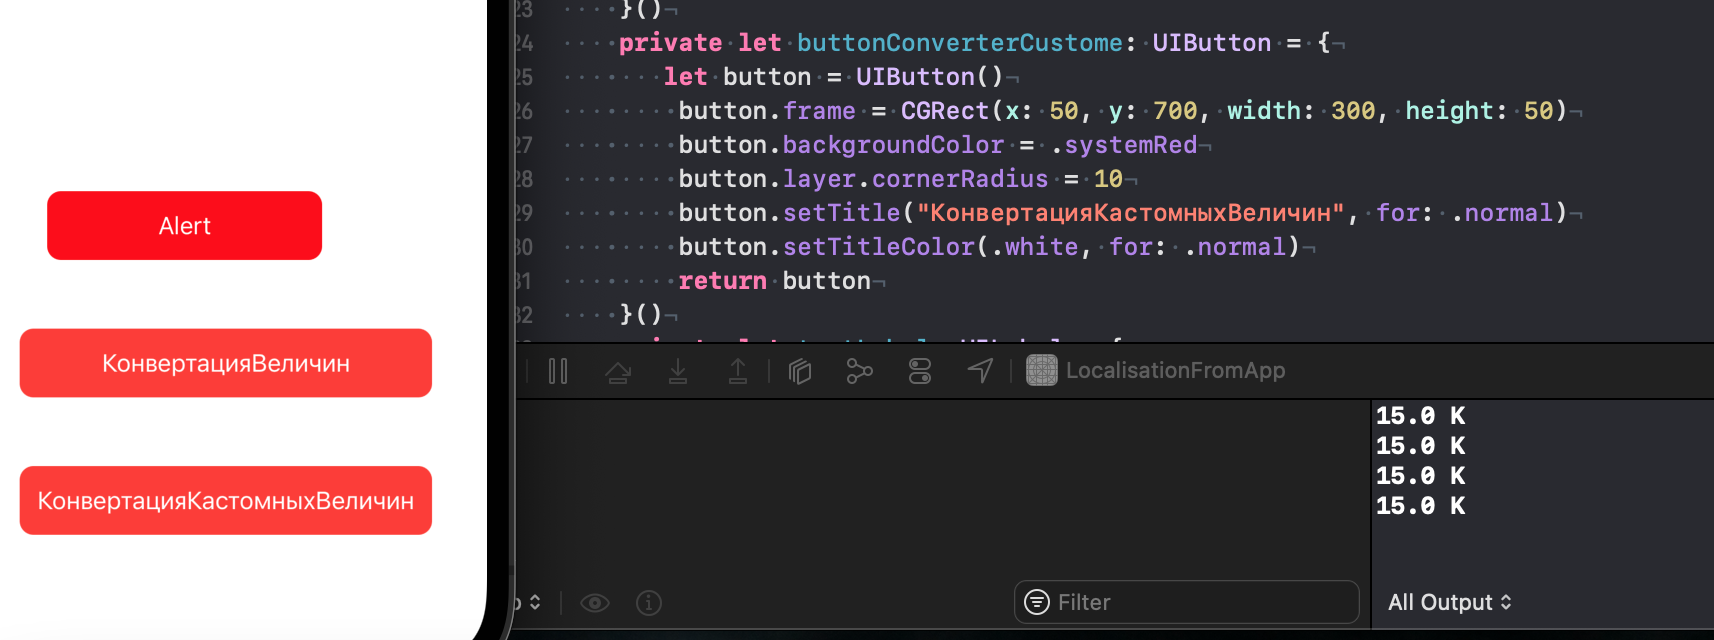 Alert
КонвертацияВеличин
КонвертацияКастомныхВеличин
23 }()
24 private let buttonConverterCustome: UIButton = {
25 let button = UIButton()
26 button.frame = CGRect(x: 50, y: 700, width: 300, height: 50)
27 button.backgroundColor = .systemRed
28 button.layer.cornerRadius = 10
29 button.setTitle("КонвертацияКастомныхВеличин", for: .normal)
30 button.setTitleColor(.white, for: .normal)
31 return button
32 }()
LocalisationFromApp
15.0 K
15.0 K
15.0 K
15.0 K
Filter
All Output